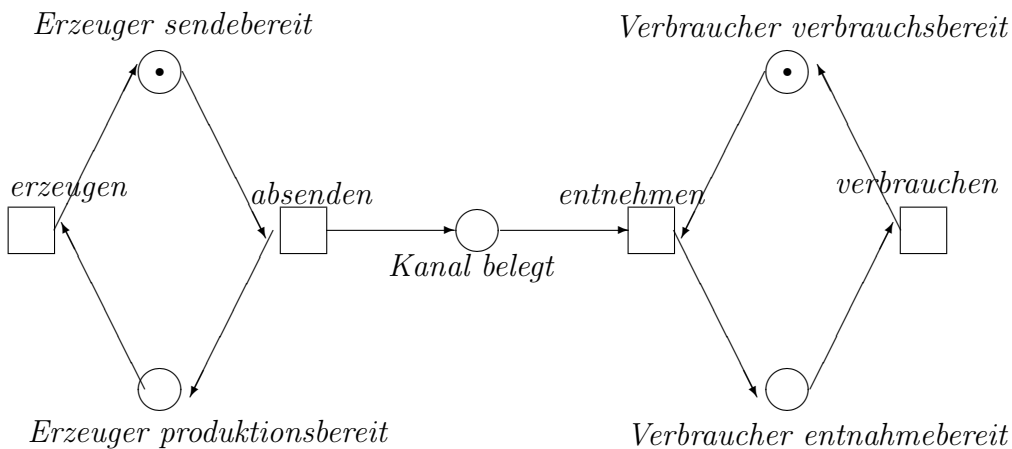 Erzeuger sendebereit
Verbraucher verbrauchsbereit
erzeugen
absenden
entnehmen
verbrauchen
Kanal belegt
Erzeuger produktionsbereit
Verbraucher entnahmebereit